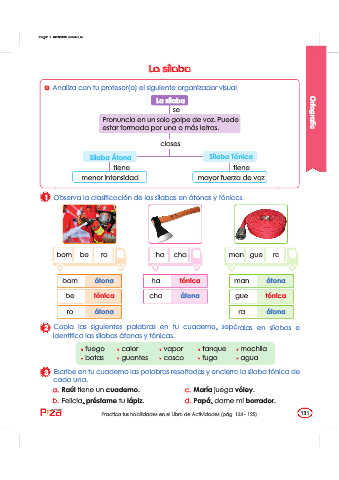 La sílaba
Analiza con tu profesor(a) el siguiente organizador visual.
La sílaba
se
Pronuncia en un solo golpe de voz. Puede
estar formada por una o más letras.
clases
Sílaba Átona
Sílaba Tónica
tiene
tiene
menor intensidad
mayor fuerza de voz
Ortografía
1 Observa la clasificación de las sílabas en átonas y tónicas.
bom be ro
ha cha
man gue ra
bom átona
be tónica
ro átona
ha tónica
cha átona
man átona
gue tónica
ra átona
2 Copia las siguientes palabras en tu cuaderno, sepáralas en sílabas e
identifica las sílabas átonas y tónicas.
• fuego • calor • vapor • tanque • mochila
• botas • guantes • casco • fuga • agua
3 Escribe en tu cuaderno las palabras resaltadas y encierra la sílaba tónica de
cada una.
a. Raúl tiene un cuaderno.
c. María juega vóley.
b. Felicia, préstame tu lápiz.
d. Papá, dame mi borrador.
Practica tus habilidades en el Libro de Actividades (pág. 124 - 125)
131